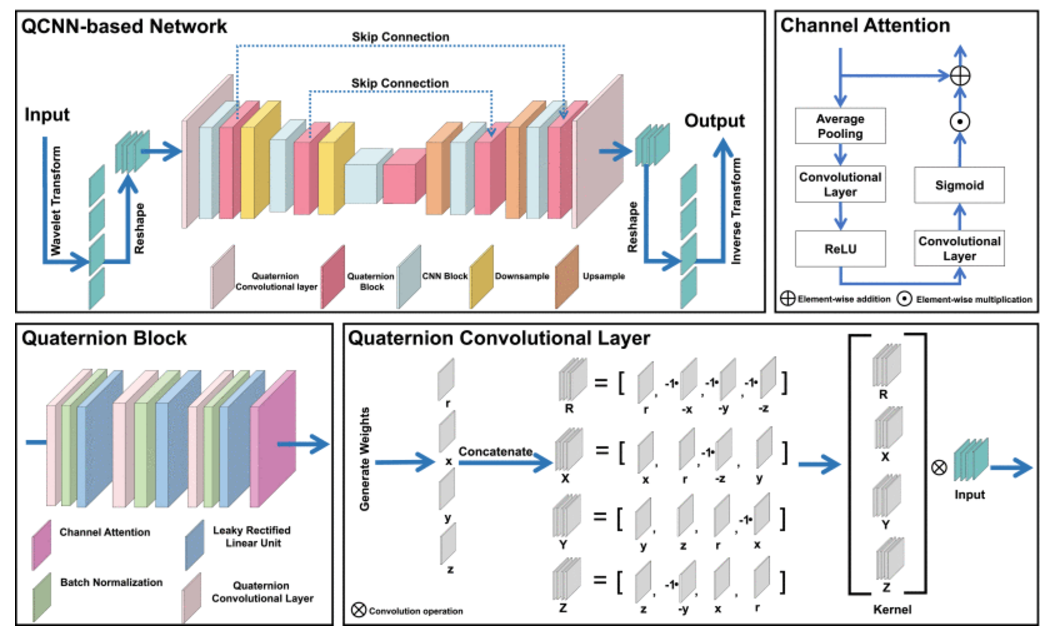 QCNN-based Network
Skip Connection
Skip Connection
Input
Output
Wavelet Transform
Reshape
Reshape
Inverse Transform
Quaternion
Convolutional layer
Quaternion
Block
CNN Block
Downsample
Upsample
Channel Attention
Average
Pooling
Convolutional
Layer
ReLU
Sigmoid
Convolutional
Layer
⊕ Element-wise addition
⊙ Element-wise multiplication
Quaternion Block
Channel Attention
Leaky Rectified
Linear Unit
Batch Normalization
Quaternion
Convolutional Layer
Quaternion Convolutional Layer
Generate Weights
r
x
y
z
Concatenate
R = [ r, -1• -x, -1• -y, -1• -z ]
X = [ x, r, -1• -z, y ]
Y = [ y, z, r, -1• x ]
Z = [ z, -1• -y, x, r ]
R
X
Y
Z
Kernel
⊗
Input
⊗ Convolution operation